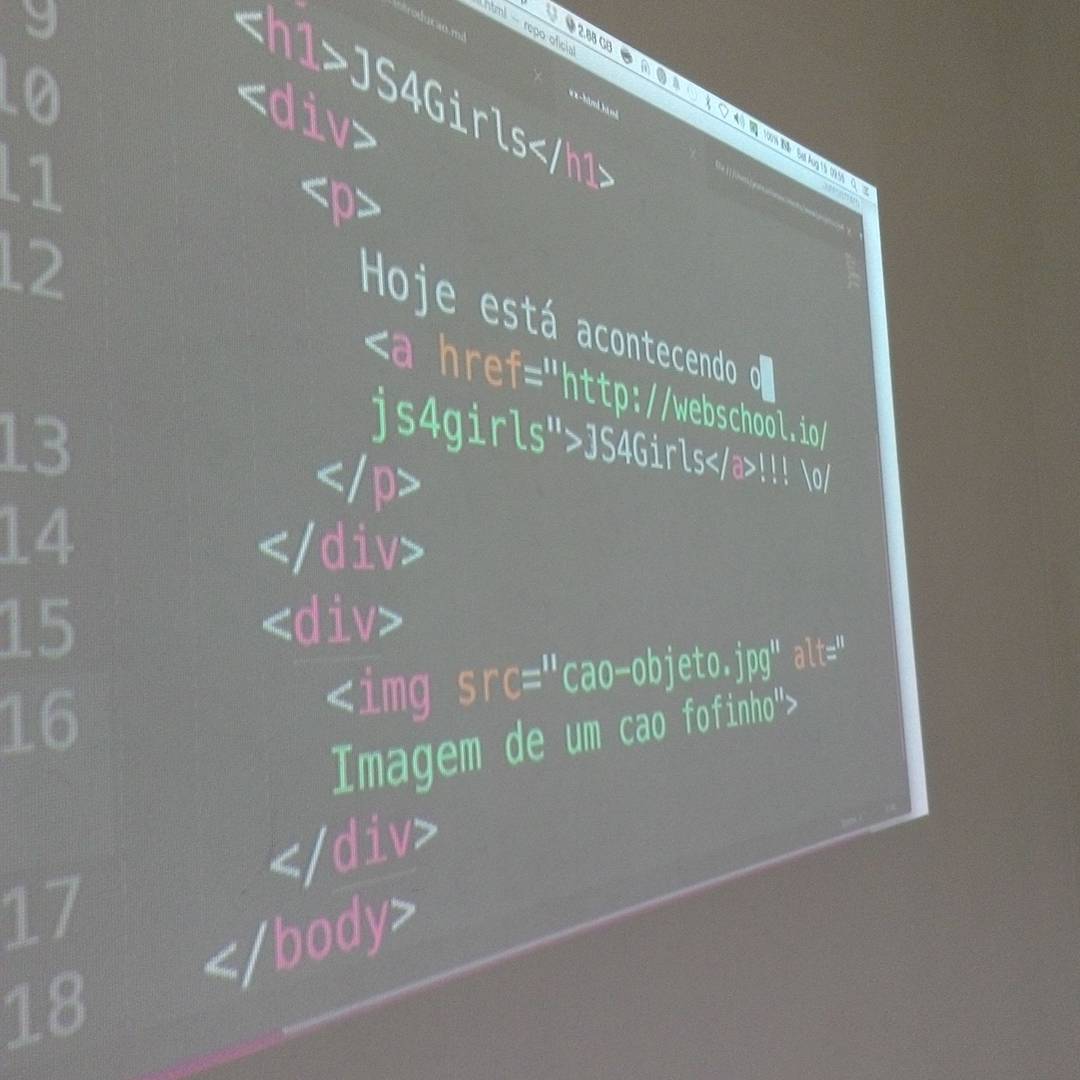 html — repo oficial 2.88 GB 100% Sat Aug 19 09:58
ex-html.html
9 <h1>JS4Girls</h1>
10 <div>
11 <p>
12 Hoje está acontecendo o
<a href="http://webschool.io/
js4girls">JS4Girls</a>!!! \o/
13 </p>
14 </div>
15 <div>
16 <img src="cao-objeto.jpg" alt="
Imagem de um cao fofinho">
17 </div>
18 </body>